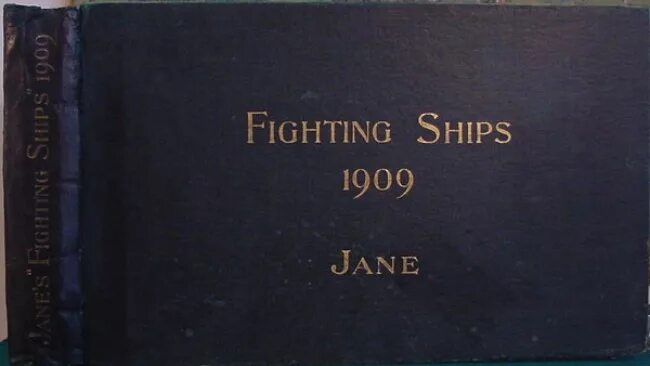 JANE'S "FIGHTING SHIPS" 1909
FIGHTING SHIPS
1909
JANE